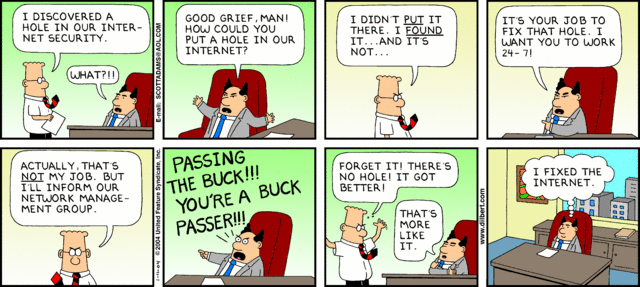 I DISCOVERED A
HOLE IN OUR INTER-
NET SECURITY.
WHAT?!!
E-mail: SCOTTADAMS@AOL.COM
GOOD GRIEF, MAN!
HOW COULD YOU
PUT A HOLE IN OUR
INTERNET?
I DIDN'T PUT IT
THERE. I FOUND
IT...AND IT'S
NOT...
IT'S YOUR JOB TO
FIX THAT HOLE. I
WANT YOU TO WORK
24-7!
ACTUALLY, THAT'S
NOT MY JOB. BUT
I'LL INFORM OUR
NETWORK MANAGE-
MENT GROUP.
© 2004 United Feature Syndicate, Inc.
PASSING
THE BUCK!!!
YOU'RE A BUCK
PASSER!!!
FORGET IT! THERE'S
NO HOLE! IT GOT
BETTER!
THAT'S
MORE
LIKE
IT.
www.dilbert.com
I FIXED THE
INTERNET.